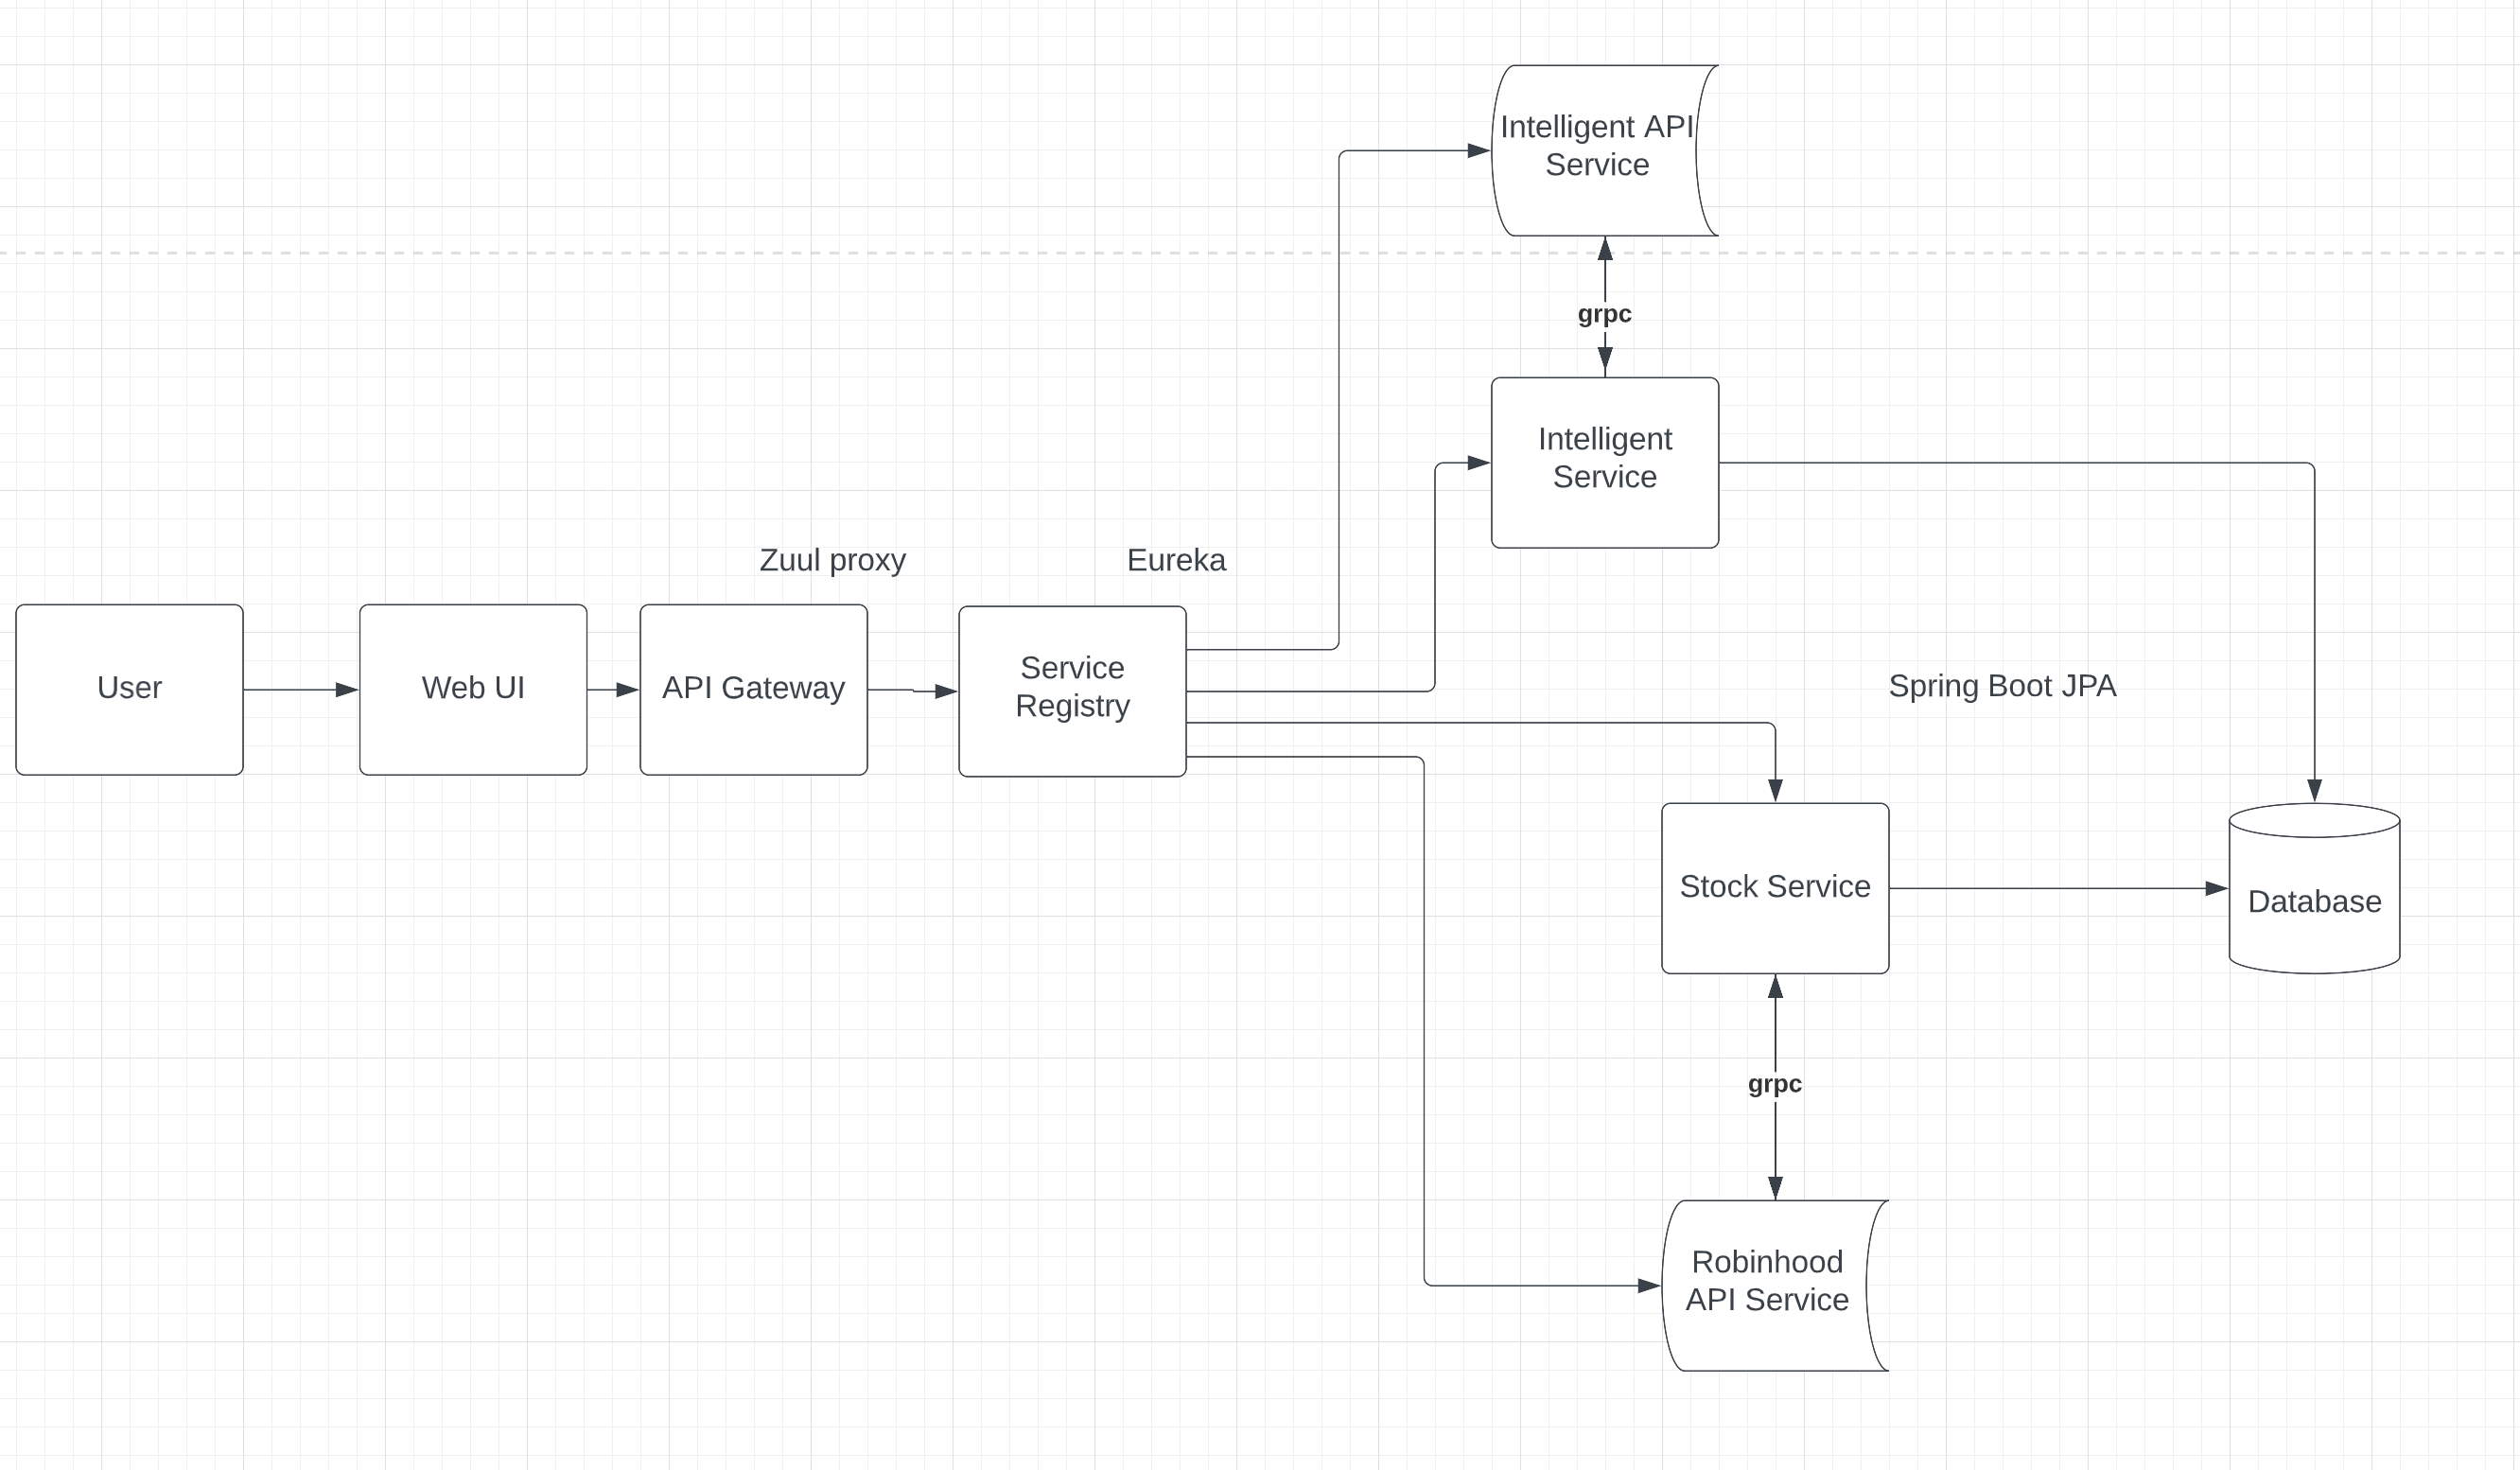 Intelligent API
Service
grpc
Intelligent
Service
Zuul proxy
Eureka
User
Web UI
API Gateway
Service
Registry
Spring Boot JPA
Stock Service
Database
grpc
Robinhood
API Service